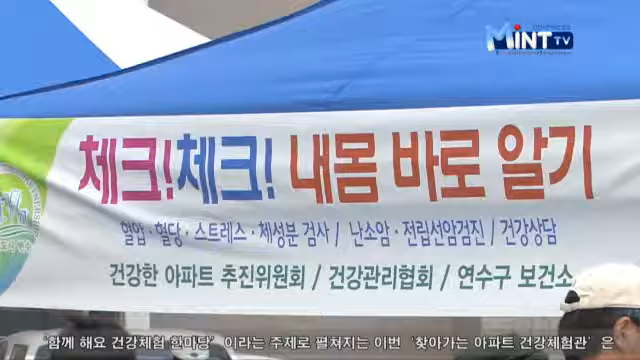 MINT TV
체크! 체크! 내몸 바로 알기
혈압·혈당·스트레스·체성분 검사 / 난소암·전립선암검진 / 건강상담
건강한 아파트 추진위원회 / 건강관리협회 / 연수구 보건소
'함께 해요 건강체험 한마당' 이라는 주제로 펼쳐지는 이번 '찾아가는 아파트 건강체험관' 은